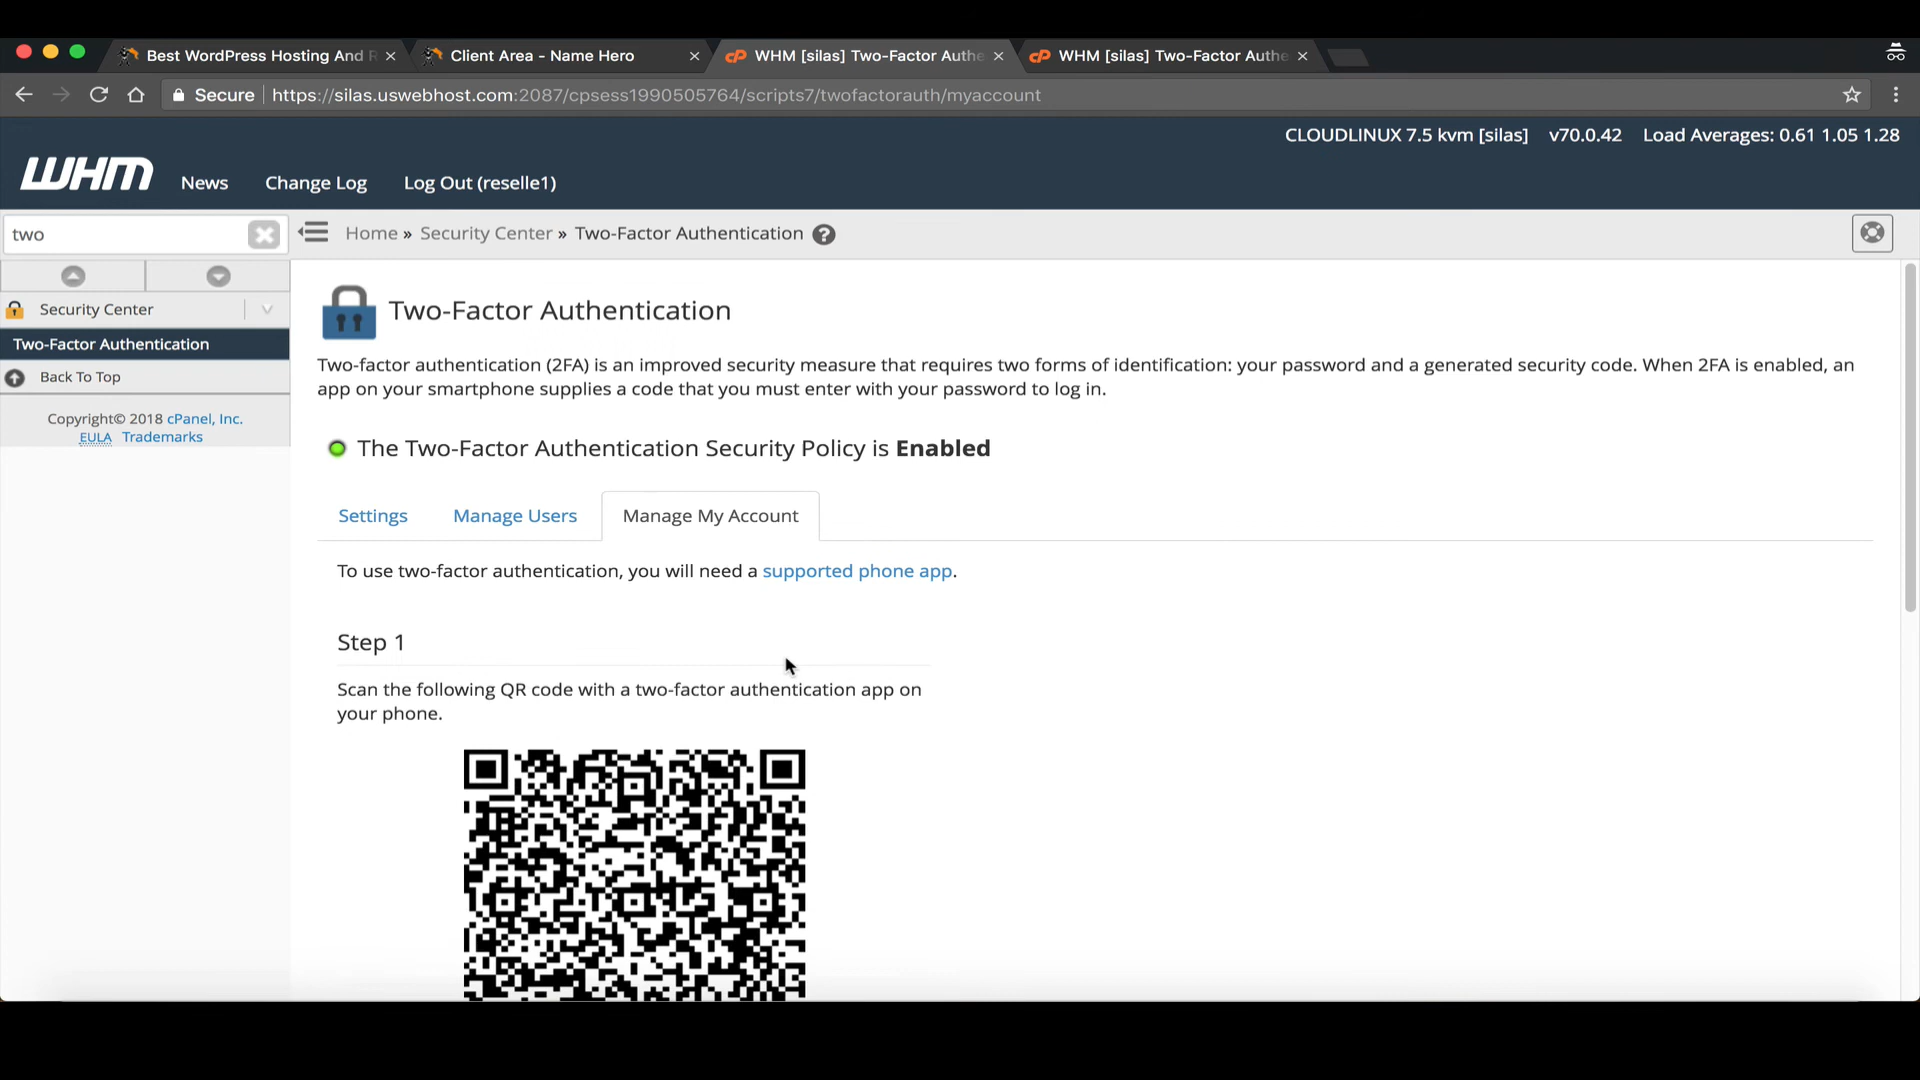 Best WordPress Hosting And R
Client Area - Name Hero
WHM [silas] Two-Factor Authe
WHM [silas] Two-Factor Authe
Secure
https://silas.uswebhost.com:2087/cpsess1990505764/scripts7/twofactorauth/myaccount
CLOUDLINUX 7.5 kvm [silas] v70.0.42 Load Averages: 0.61 1.05 1.28
WHM News Change Log Log Out (reselle1)
two
Home » Security Center » Two-Factor Authentication
Security Center
Two-Factor Authentication
Back To Top
Copyright© 2018 cPanel, Inc.
EULA Trademarks
Two-Factor Authentication
Two-factor authentication (2FA) is an improved security measure that requires two forms of identification: your password and a generated security code. When 2FA is enabled, an
app on your smartphone supplies a code that you must enter with your password to log in.
The Two-Factor Authentication Security Policy is Enabled
Settings Manage Users Manage My Account
To use two-factor authentication, you will need a supported phone app.
Step 1
Scan the following QR code with a two-factor authentication app on
your phone.